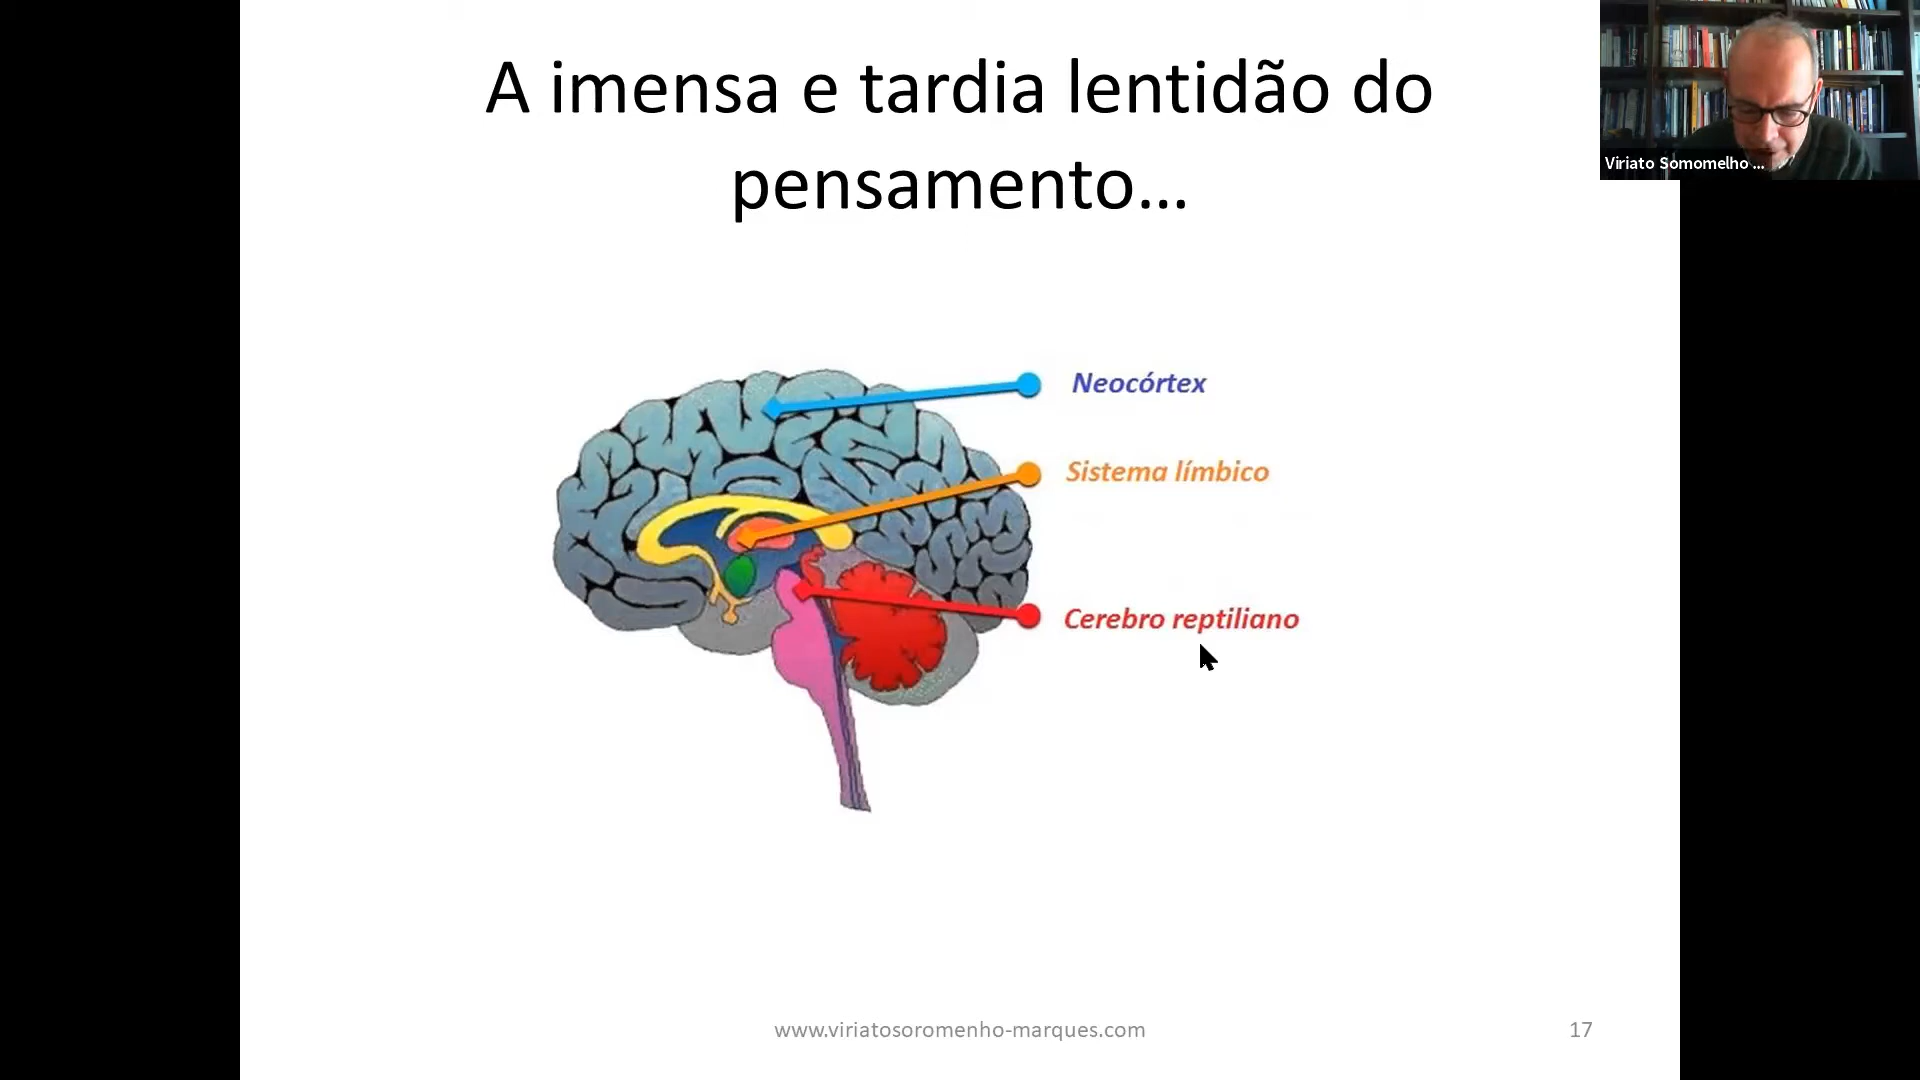 A imensa e tardia lentidão do
pensamento...
Viriato Somomelho ...
Neocórtex
Sistema límbico
Cerebro reptiliano
www.viriatosoromenho-marques.com
17